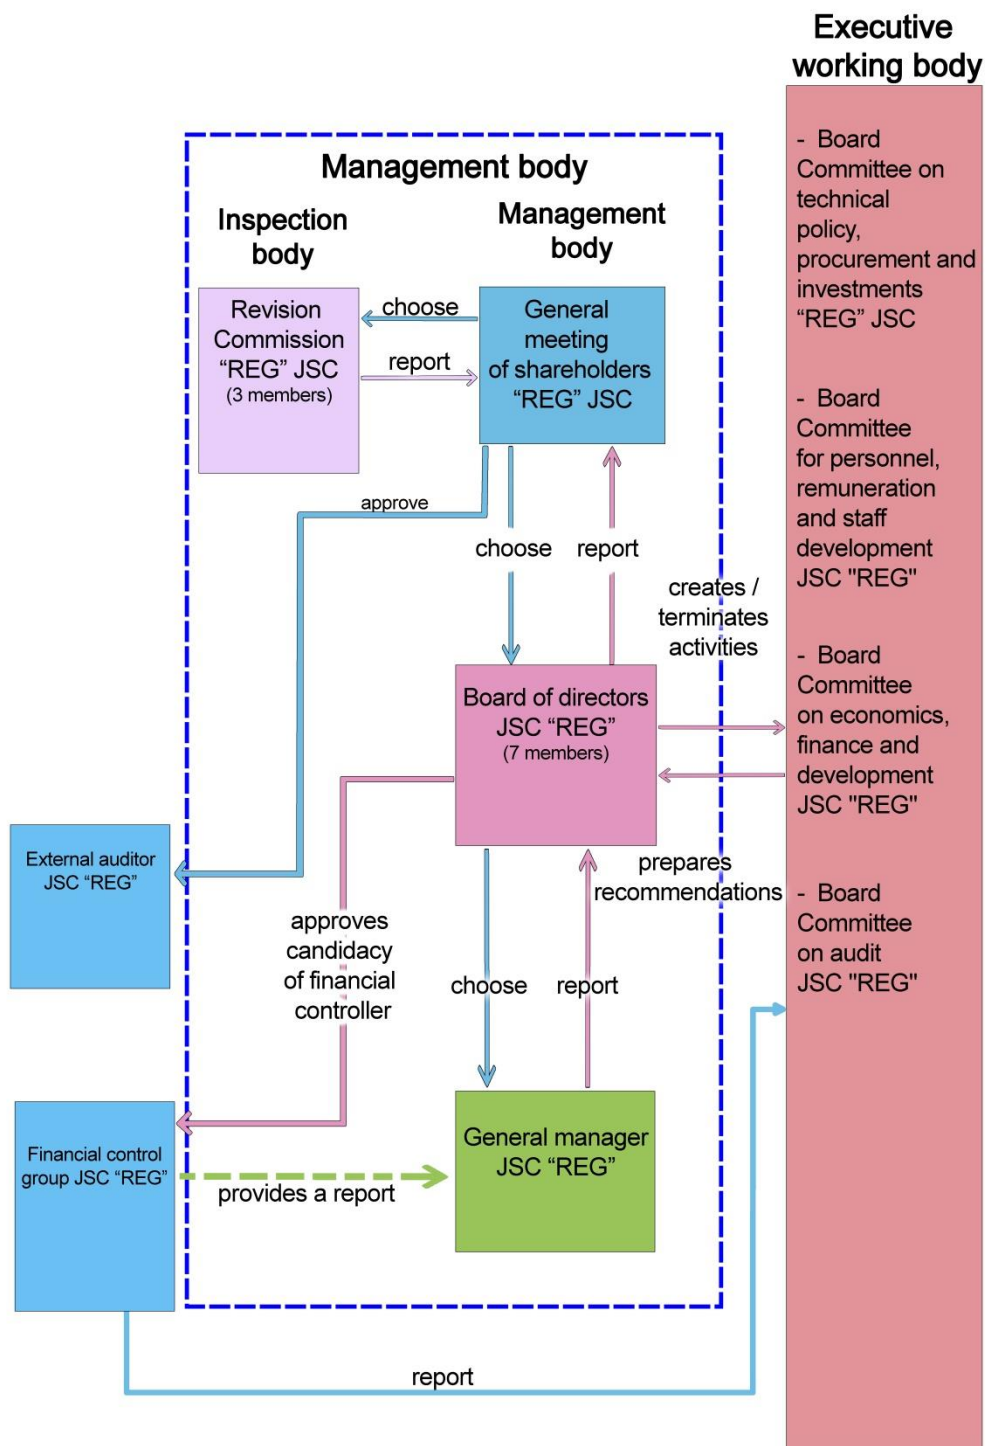 Executive
working body
- Board
Committee on
technical
policy,
procurement and
investments
“REG” JSC
- Board
Committee
for personnel,
remuneration
and staff
development
JSC "REG"
- Board
Committee
on economics,
finance and
development
JSC "REG"
- Board
Committee
on audit
JSC "REG"
Management body
Inspection
body
Management
body
Revision
Commission
“REG” JSC
(3 members)
choose
report
General
meeting
of shareholders
“REG” JSC
approve
choose
report
creates /
terminates
activities
Board of directors
JSC “REG”
(7 members)
External auditor
JSC “REG”
prepares
recommendations
approves
candidacy
of financial
controller
choose
report
General manager
JSC “REG”
Financial control
group JSC “REG”
provides a report
report